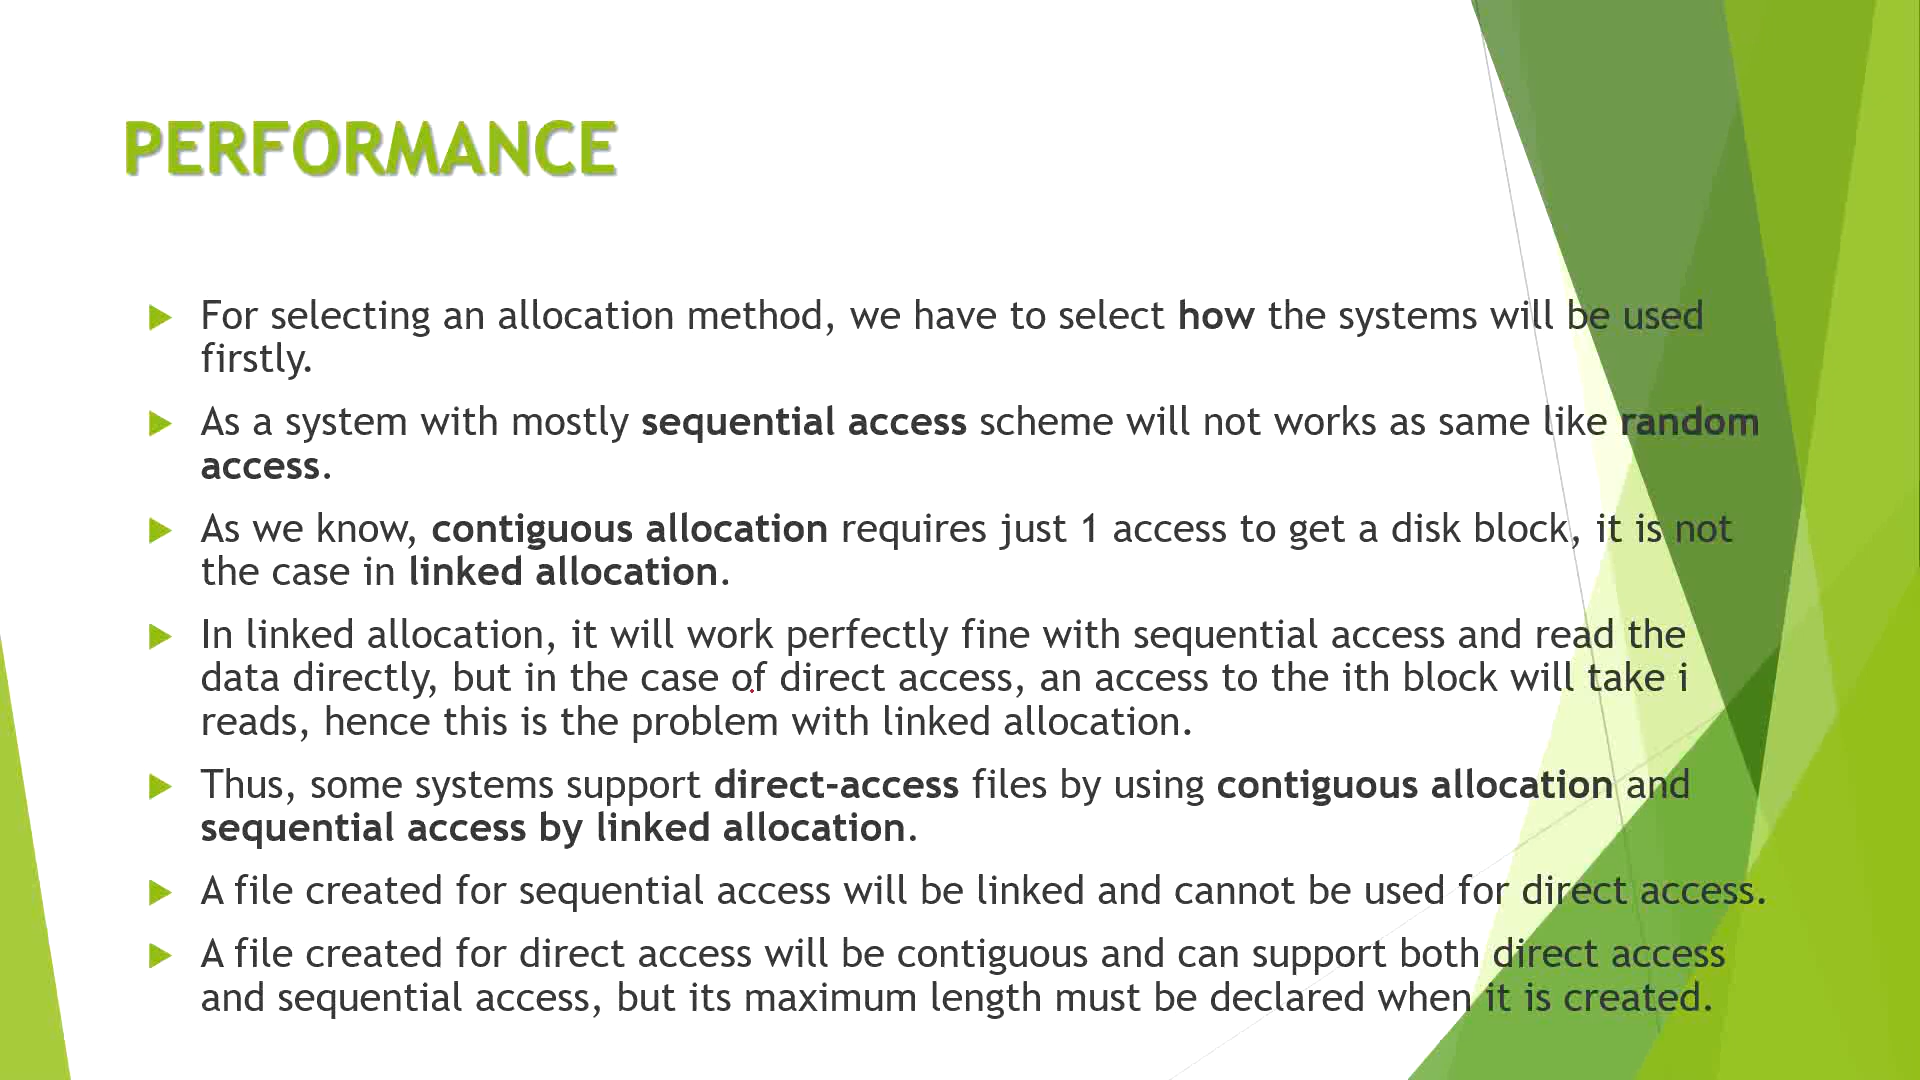 PERFORMANCE
For selecting an allocation method, we have to select how the systems will be used
firstly.
As a system with mostly sequential access scheme will not works as same like random
access.
As we know, contiguous allocation requires just 1 access to get a disk block, it is not
the case in linked allocation.
In linked allocation, it will work perfectly fine with sequential access and read the
data directly, but in the case of direct access, an access to the ith block will take i
reads, hence this is the problem with linked allocation.
Thus, some systems support direct-access files by using contiguous allocation and
sequential access by linked allocation.
A file created for sequential access will be linked and cannot be used for direct access.
A file created for direct access will be contiguous and can support both direct access
and sequential access, but its maximum length must be declared when it is created.